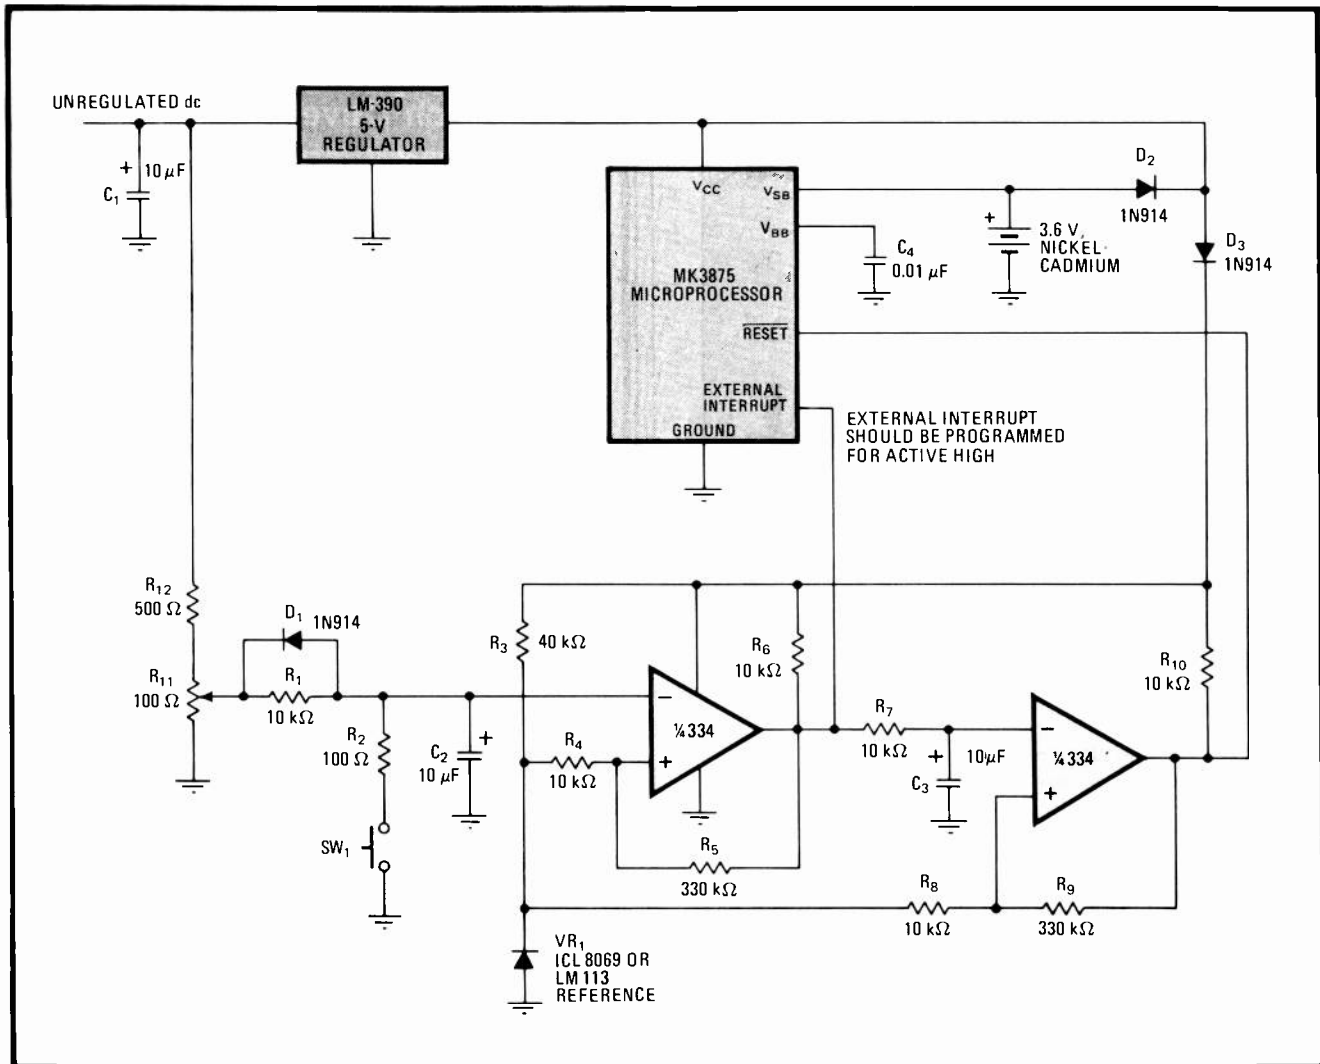 UNREGULATED dc
LM-390
5-V
REGULATOR
+ 10 µF
C1
VCC
VSB
VBB
MK3875
MICROPROCESSOR
RESET
EXTERNAL
INTERRUPT
GROUND
C4
0.01 µF
+
3.6 V,
NICKEL-
CADMIUM
D2
1N914
D3
1N914
EXTERNAL INTERRUPT
SHOULD BE PROGRAMMED
FOR ACTIVE HIGH
R12
500 Ω
R11
100 Ω
D1
1N914
R1
10 kΩ
R2
100 Ω
SW1
C2
10 µF
+
R3
40 kΩ
R4
10 kΩ
−
¼334
+
R5
330 kΩ
R6
10 kΩ
R7
10 kΩ
+ 10µF
C3
−
¼334
+
R10
10 kΩ
R8
10 kΩ
R9
330 kΩ
VR1
ICL 8069 OR
LM 113
REFERENCE